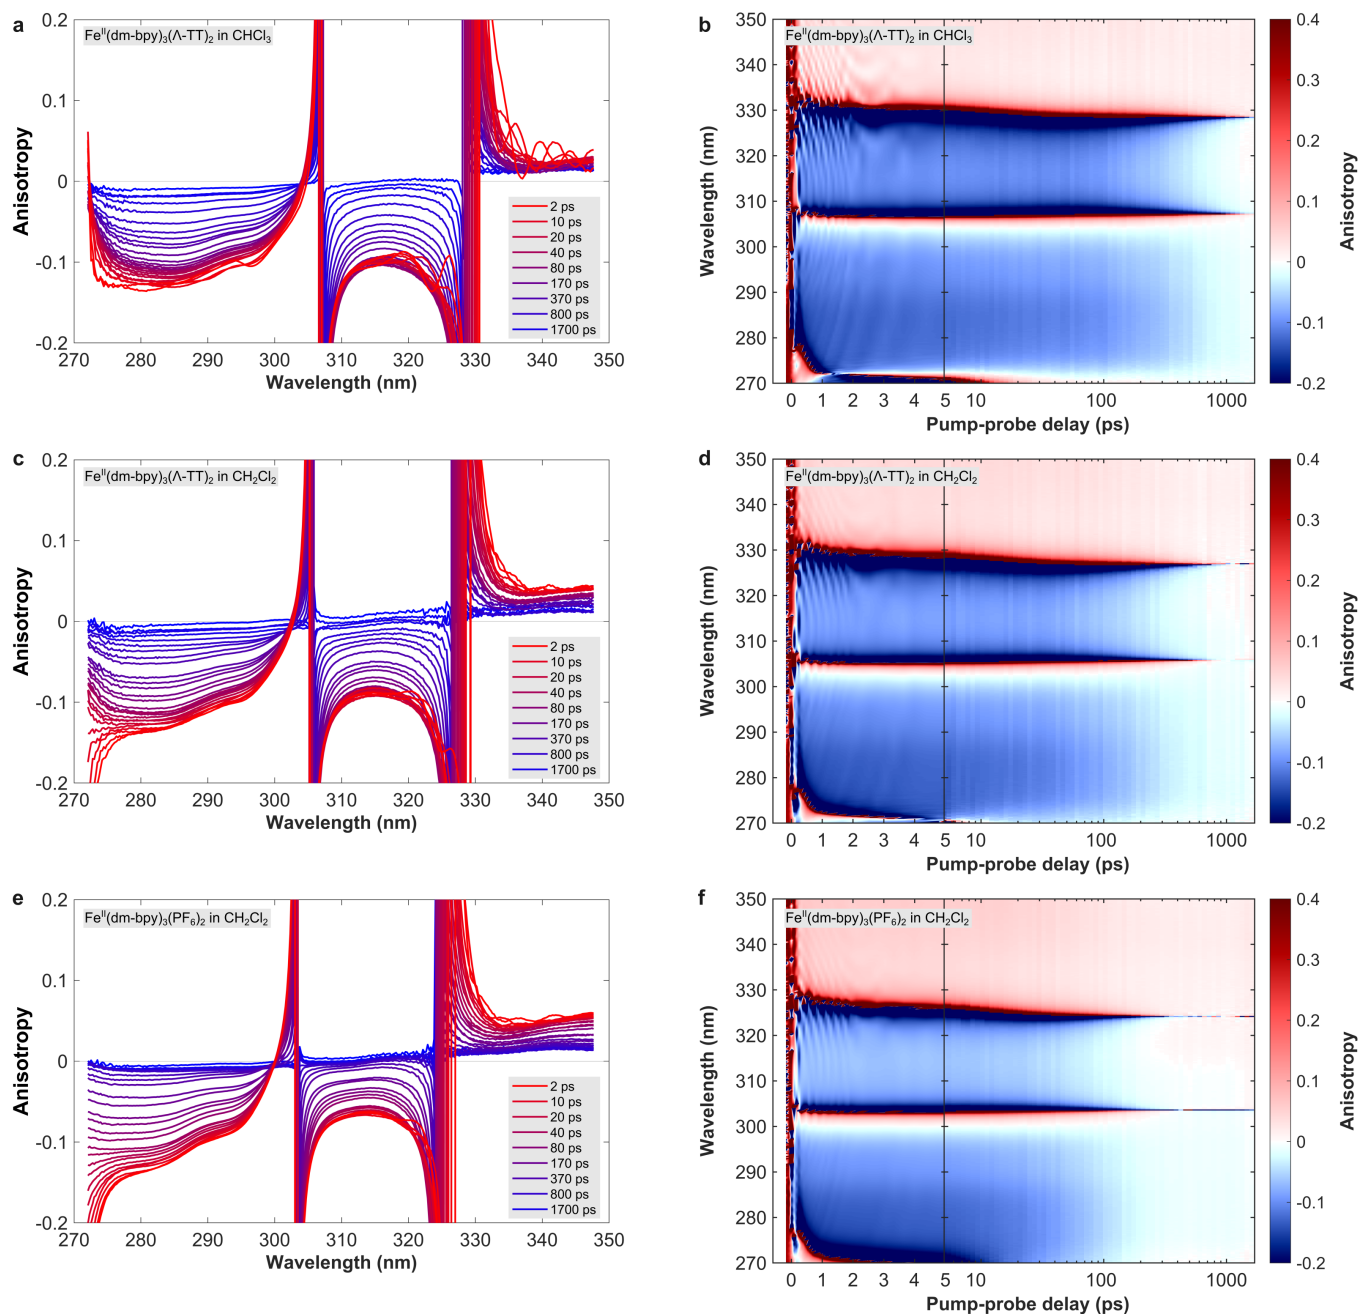 a
Fe^II(dm-bpy)₃(Λ-TT)₂ in CHCl₃
0.2
0.1
0
-0.1
-0.2
Anisotropy
270 280 290 300 310 320 330 340 350
Wavelength (nm)
2 ps
10 ps
20 ps
40 ps
80 ps
170 ps
370 ps
800 ps
1700 ps
b
Fe^II(dm-bpy)₃(Λ-TT)₂ in CHCl₃
350
340
330
320
310
300
290
280
270
Wavelength (nm)
0 1 2 3 4 5 10 100 1000
Pump-probe delay (ps)
0.4
0.3
0.2
0.1
0
-0.1
-0.2
Anisotropy
c
Fe^II(dm-bpy)₃(Λ-TT)₂ in CH₂Cl₂
0.2
0.1
0
-0.1
-0.2
Anisotropy
270 280 290 300 310 320 330 340 350
Wavelength (nm)
2 ps
10 ps
20 ps
40 ps
80 ps
170 ps
370 ps
800 ps
1700 ps
d
Fe^II(dm-bpy)₃(Λ-TT)₂ in CH₂Cl₂
350
340
330
320
310
300
290
280
270
Wavelength (nm)
0 1 2 3 4 5 10 100 1000
Pump-probe delay (ps)
0.4
0.3
0.2
0.1
0
-0.1
-0.2
Anisotropy
e
Fe^II(dm-bpy)₃(PF₆)₂ in CH₂Cl₂
0.2
0.1
0
-0.1
-0.2
Anisotropy
270 280 290 300 310 320 330 340 350
Wavelength (nm)
2 ps
10 ps
20 ps
40 ps
80 ps
170 ps
370 ps
800 ps
1700 ps
f
Fe^II(dm-bpy)₃(PF₆)₂ in CH₂Cl₂
350
340
330
320
310
300
290
280
270
Wavelength (nm)
0 1 2 3 4 5 10 100 1000
Pump-probe delay (ps)
0.4
0.3
0.2
0.1
0
-0.1
-0.2
Anisotropy